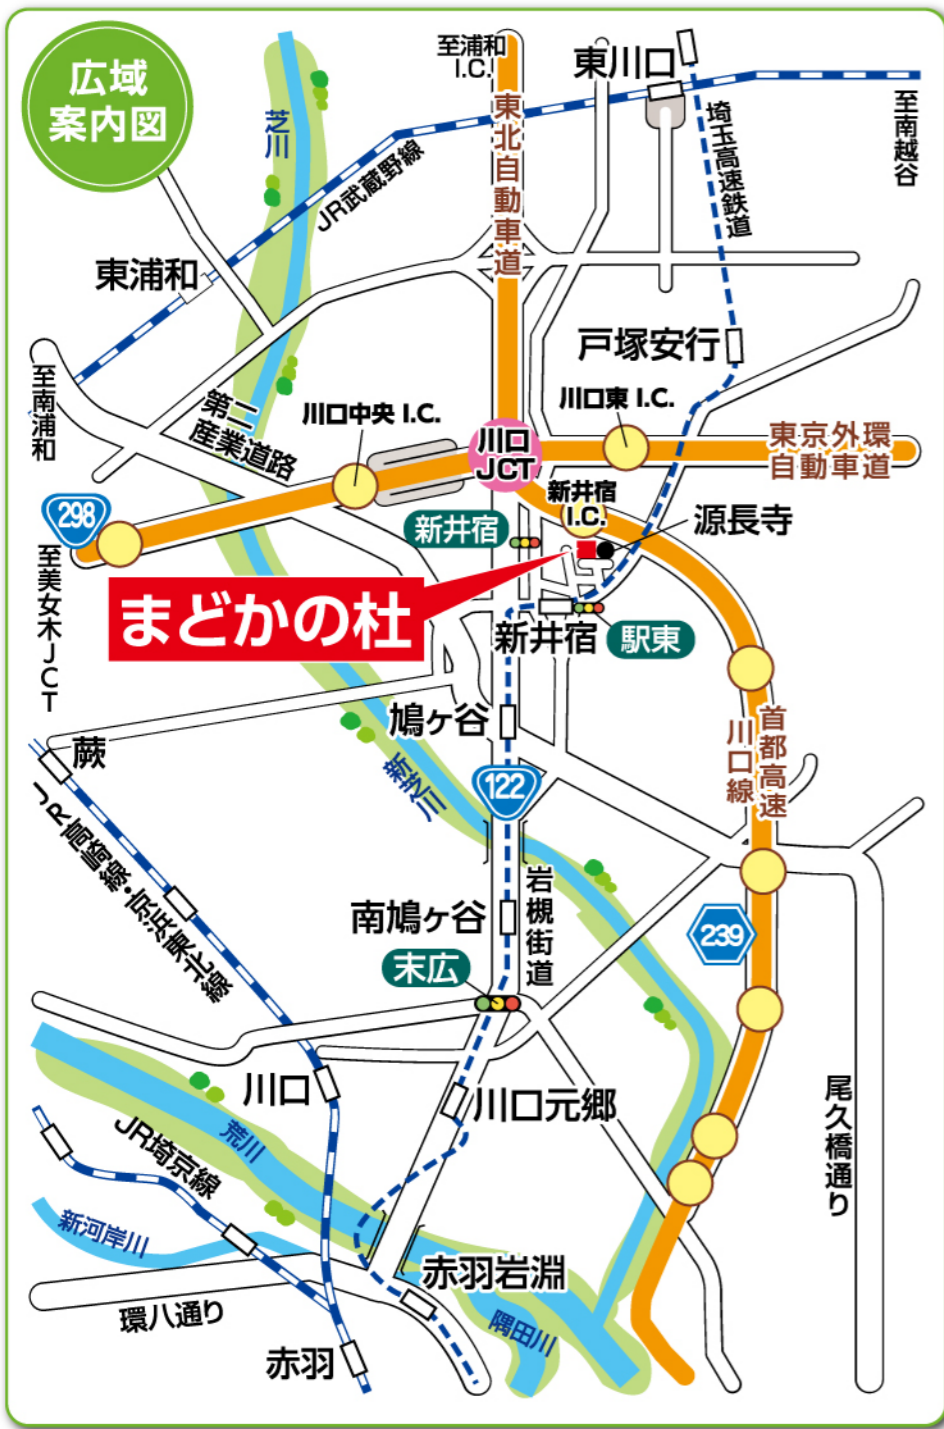 広域
案内図
至浦和
I.C.
東川口
至南越谷
芝川
東北自動車道
埼玉高速鉄道
JR武蔵野線
東浦和
戸塚安行
至南浦和
第二
産業道路
川口中央 I.C.
川口東 I.C.
川口
JCT
東京外環
自動車道
298
新井宿
新井宿
I.C.
源長寺
至美女木JCT
まどかの杜
新井宿
駅東
鳩ヶ谷
首都高速
川口線
蕨
新芝川
122
JR高崎線・京浜東北線
南鳩ヶ谷
岩槻街道
239
末広
川口
川口元郷
尾久橋通り
荒川
JR埼京線
新河岸川
赤羽岩淵
環八通り
隅田川
赤羽